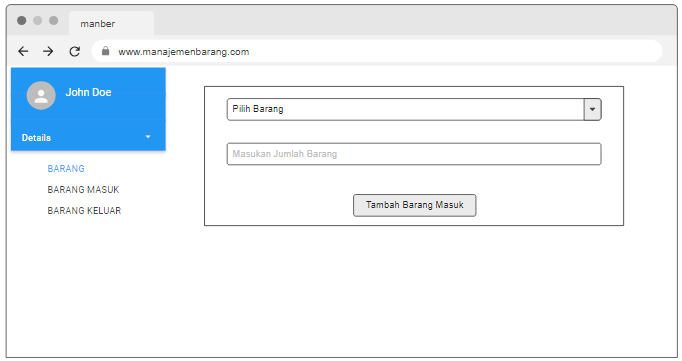 manber
www.manajemenbarang.com
John Doe
Details
BARANG
BARANG MASUK
BARANG KELUAR
Pilih Barang
Masukan Jumlah Barang
Tambah Barang Masuk